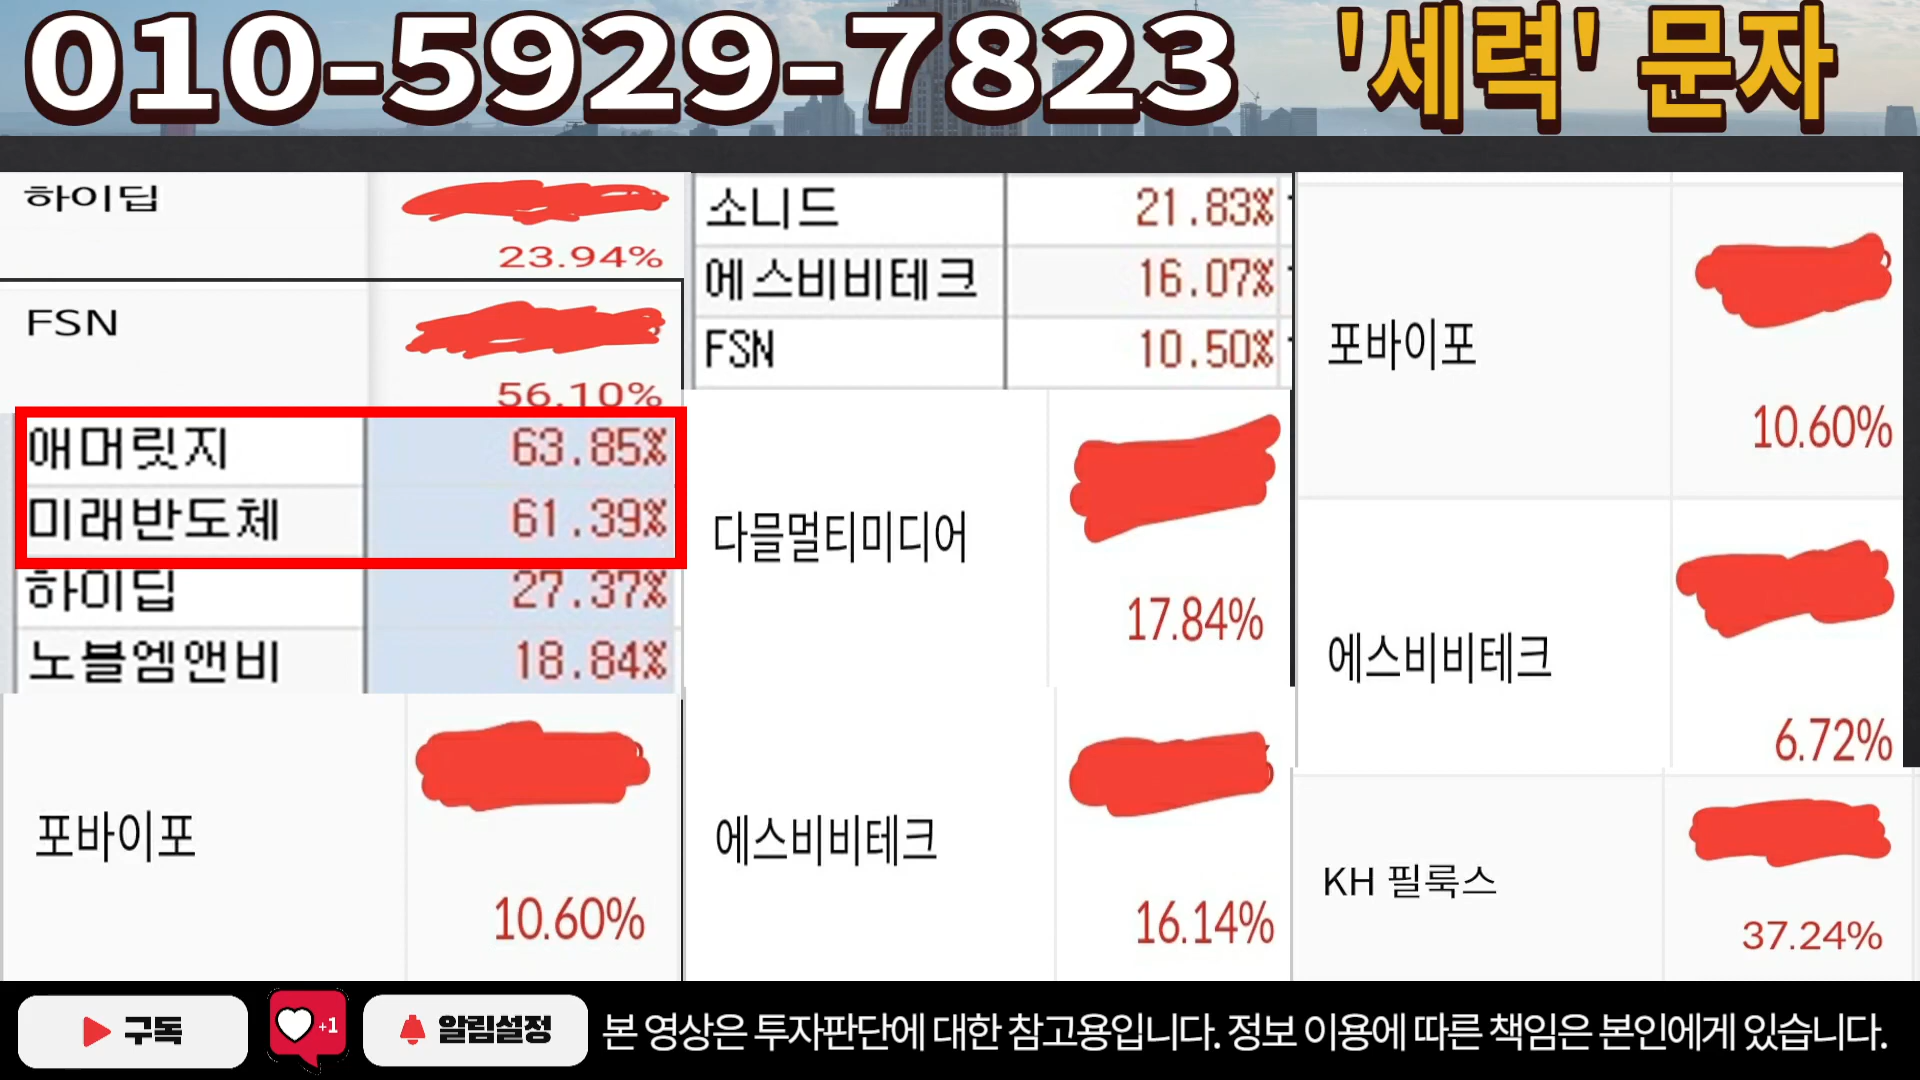 010-5929-7823 '세력' 문자
하이딥
23.94%
FSN
56.10%
애머릿지 63.85%
미래반도체 61.39%
하이딥 27.37%
노블엠앤비 18.84%
포바이포
10.60%
소니드 21.83%
에스비비테크 16.07%
FSN 10.50%
다믈멀티미디어
17.84%
에스비비테크
16.14%
포바이포
10.60%
에스비비테크
6.72%
KH 필룩스
37.24%
구독 +1 알림설정 본 영상은 투자판단에 대한 참고용입니다. 정보 이용에 따른 책임은 본인에게 있습니다.